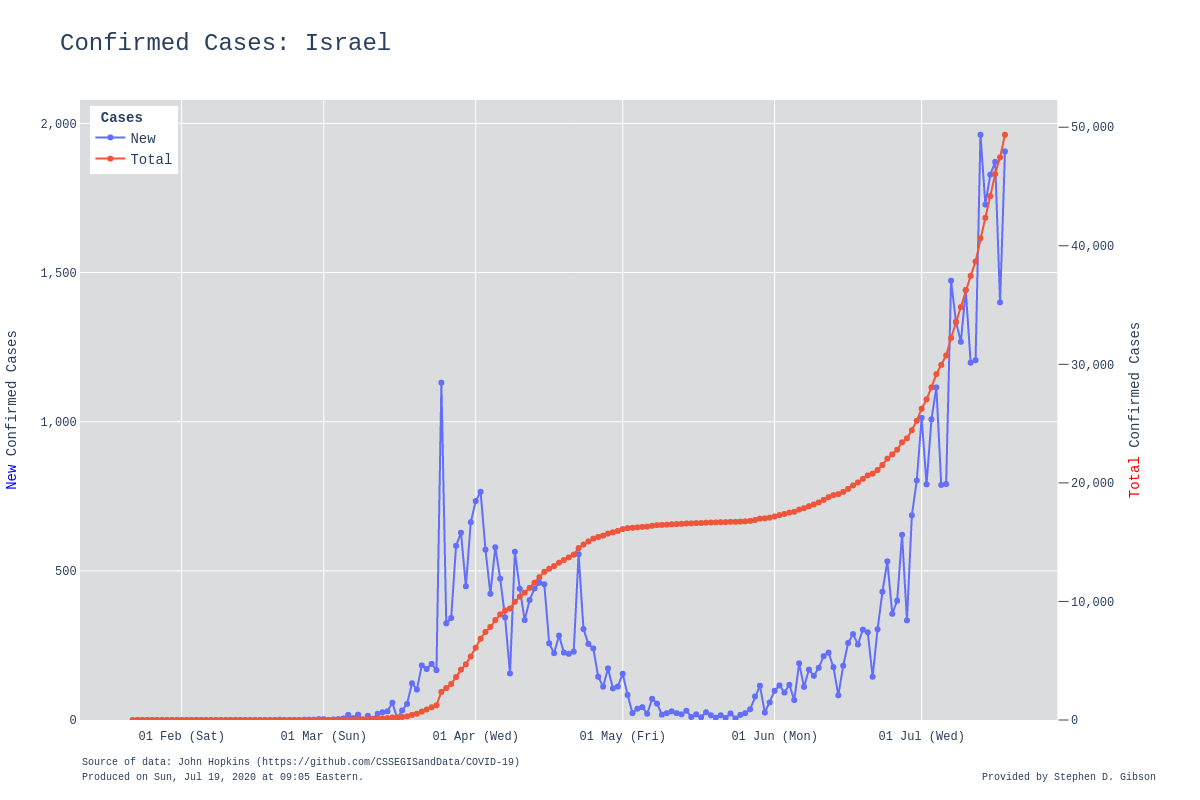 Confirmed Cases: Israel
Cases
New
Total
2,000
1,500
1,000
500
0
50,000
40,000
30,000
20,000
10,000
0
New Confirmed Cases
Total Confirmed Cases
01 Feb (Sat)
01 Mar (Sun)
01 Apr (Wed)
01 May (Fri)
01 Jun (Mon)
01 Jul (Wed)
Source of data: John Hopkins (https://github.com/CSSEGISandData/COVID-19)
Produced on Sun, Jul 19, 2020 at 09:05 Eastern.
Provided by Stephen D. Gibson